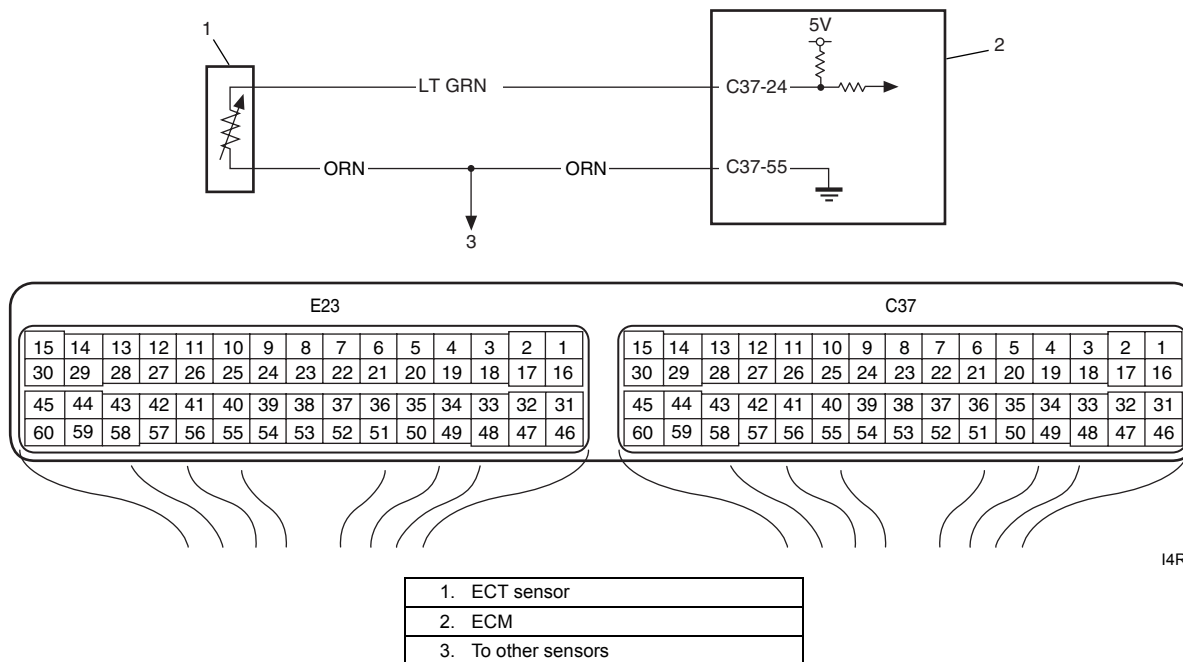 1
5V
2
LT GRN
C37-24
ORN
ORN
C37-55
3
E23
C37
15 14 13 12 11 10 9 8 7 6 5 4 3 2 1
30 29 28 27 26 25 24 23 22 21 20 19 18 17 16
45 44 43 42 41 40 39 38 37 36 35 34 33 32 31
60 59 58 57 56 55 54 53 52 51 50 49 48 47 46
15 14 13 12 11 10 9 8 7 6 5 4 3 2 1
30 29 28 27 26 25 24 23 22 21 20 19 18 17 16
45 44 43 42 41 40 39 38 37 36 35 34 33 32 31
60 59 58 57 56 55 54 53 52 51 50 49 48 47 46
I4R
1. ECT sensor
2. ECM
3. To other sensors